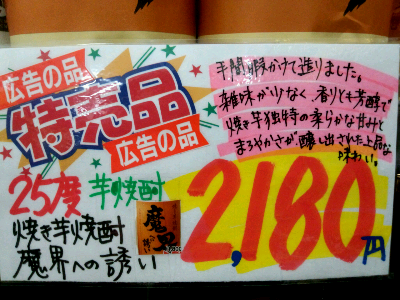 広告の品
特売品
広告の品
手間暇かけて造りました。
雑味が少なく、香りとも芳醇で
焼き芋独特の柔らかな甘みと
まろやかさが醸し出された上品な
味わい。
25度 芋焼酎
焼き芋焼酎
魔界への誘い
魔界
2,180円